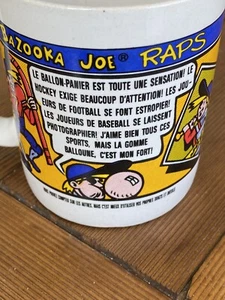 BAZOOKA JOE® RAPS
LE BALLON-PANIER EST TOUTE UNE SENSATION! LE
HOCKEY EXIGE BEAUCOUP D'ATTENTION! LES JOU-
EURS DE FOOTBALL SE FONT ESTROPIER!
LES JOUEURS DE BASEBALL SE LAISSENT
PHOTOGRAPHIER! J'AIME BIEN TOUS CES
SPORTS, MAIS LA GOMME
BALLOUNE, C'EST MON FORT!